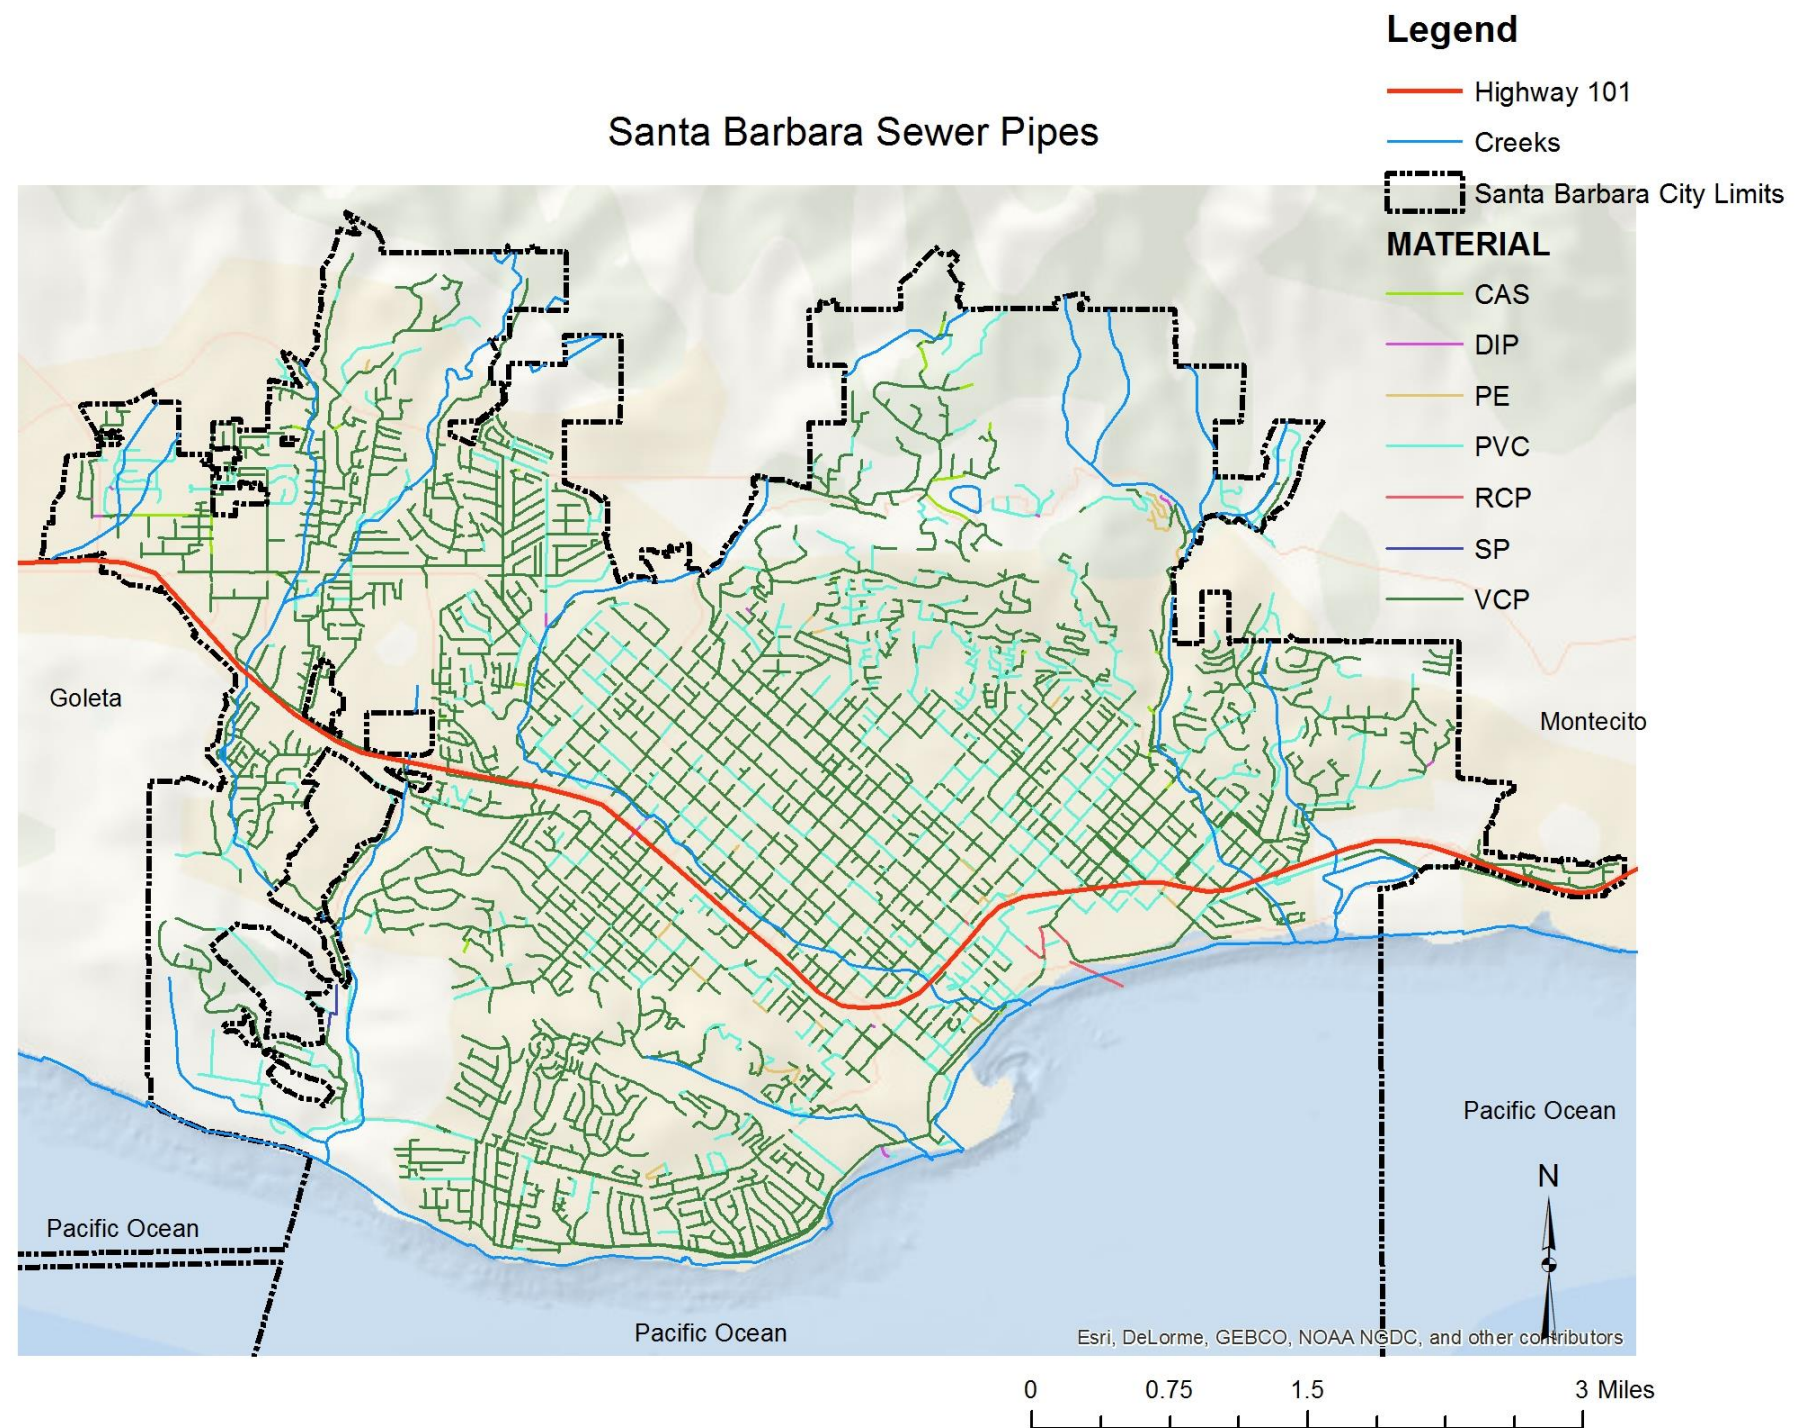 Legend
Highway 101
Creeks
Santa Barbara City Limits
Santa Barbara Sewer Pipes
MATERIAL
CAS
DIP
PE
PVC
RCP
SP
VCP
Goleta
Montecito
Pacific Ocean
N
Pacific Ocean
Pacific Ocean
Esri, DeLorme, GEBCO, NOAA NGDC, and other contributors
0 0.75 1.5 3 Miles